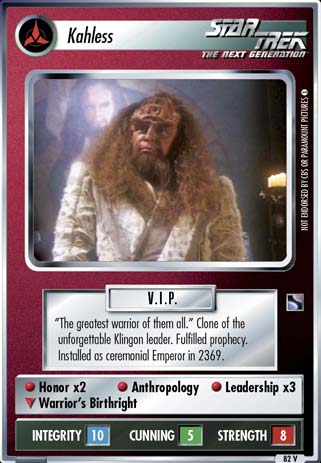 Kahless
STAR TREK
THE NEXT GENERATION
NOT ENDORSED BY CBS OR PARAMOUNT PICTURES
V.I.P.
“The greatest warrior of them all.” Clone of the
unforgettable Klingon leader. Fulfilled prophecy.
Installed as ceremonial Emperor in 2369.
Honor x2 Anthropology Leadership x3
Warrior's Birthright
INTEGRITY 10 CUNNING 5 STRENGTH 8
82 V